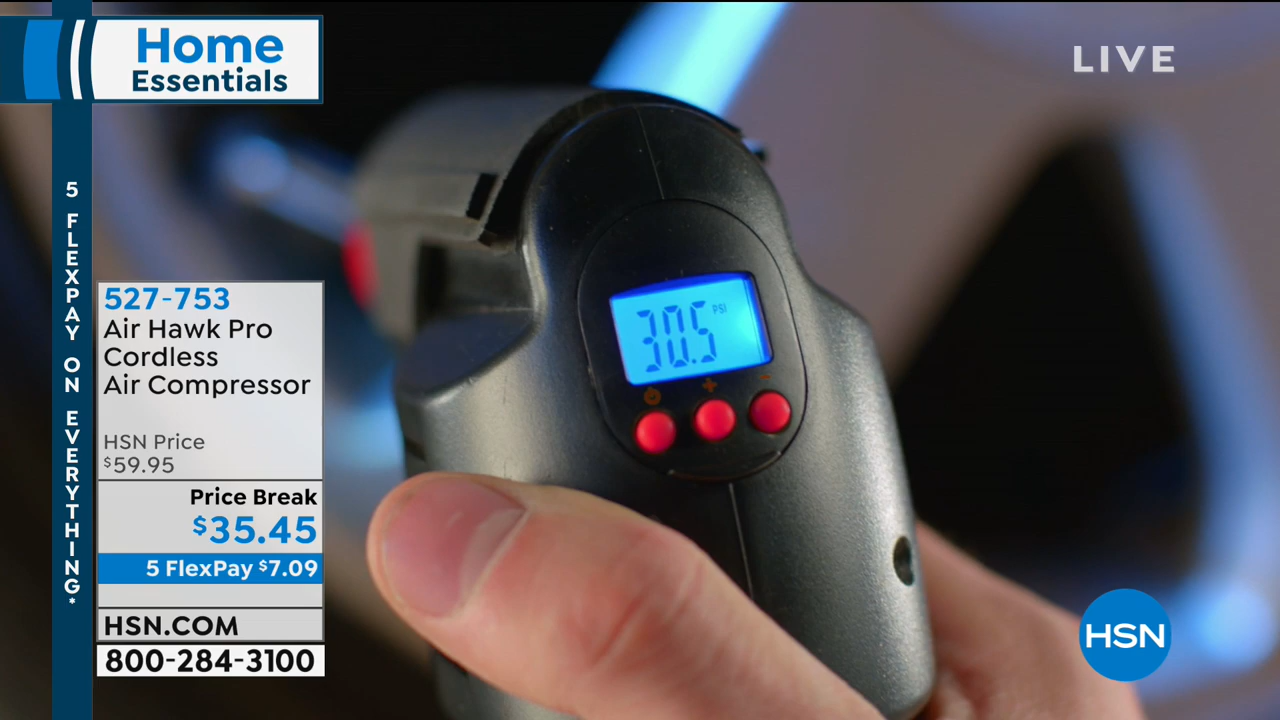 Home
Essentials
LIVE
5 FLEXPAY ON EVERYTHING*
527-753
Air Hawk Pro
Cordless
Air Compressor
HSN Price
$59.95
Price Break
$35.45
5 FlexPay $7.09
HSN.COM
800-284-3100
30.5 PSI
HSN